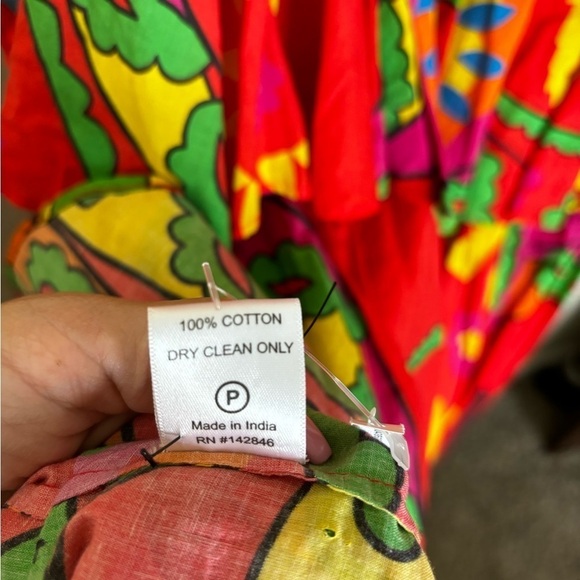 100% COTTON
DRY CLEAN ONLY
P
Made in India
RN #142846